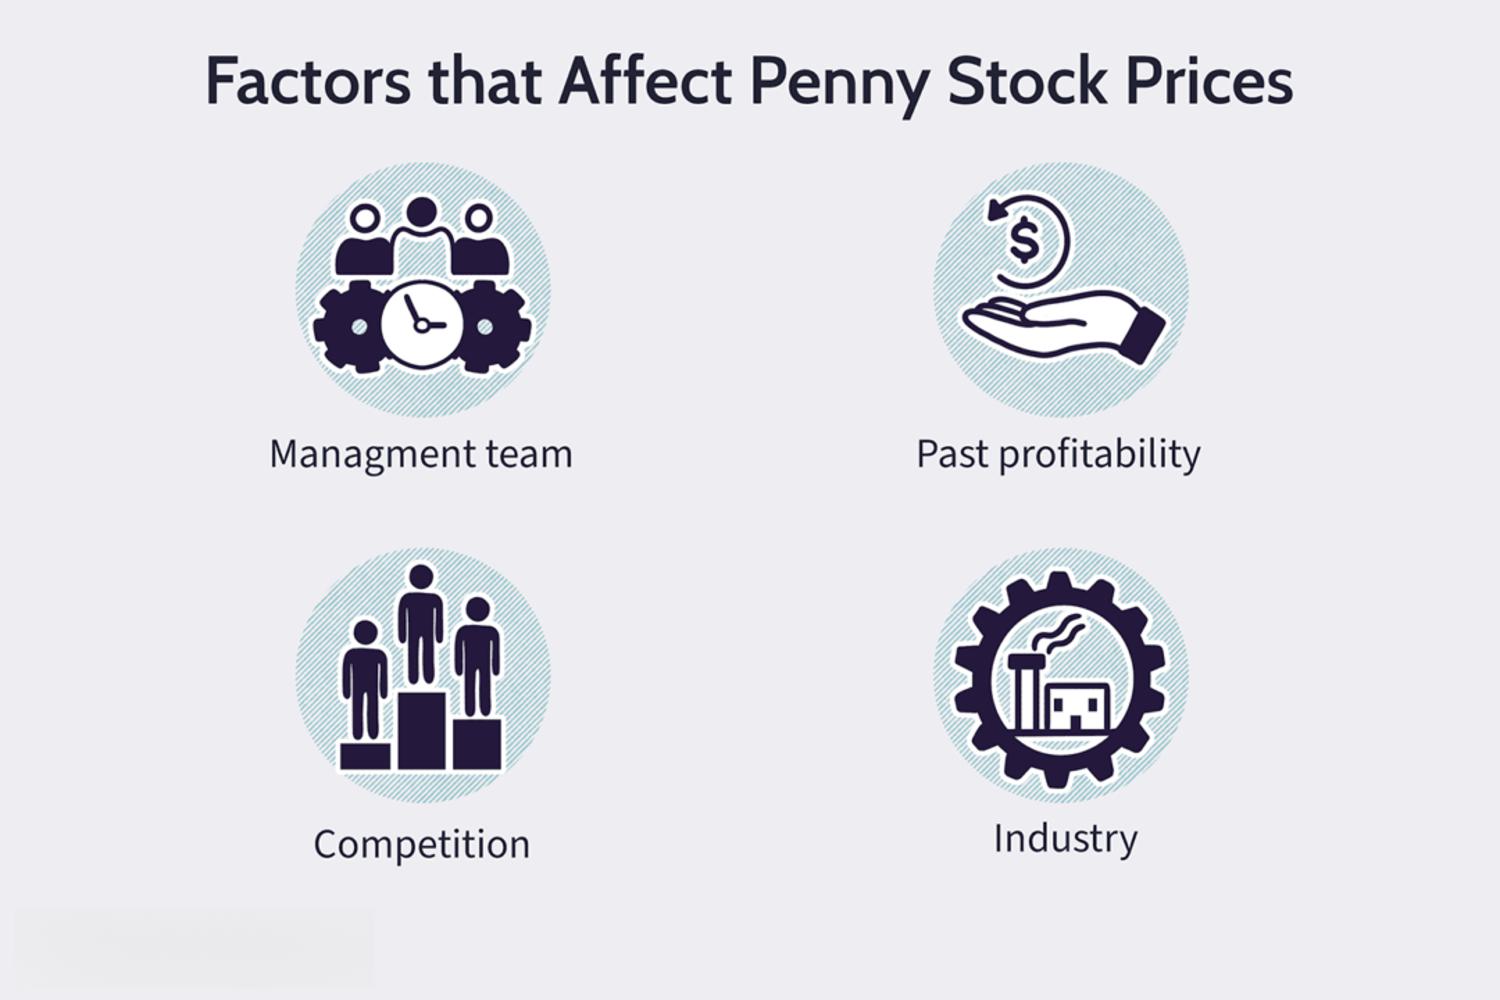 Factors that Affect Penny Stock Prices
Managment team
Past profitability
Competition
Industry